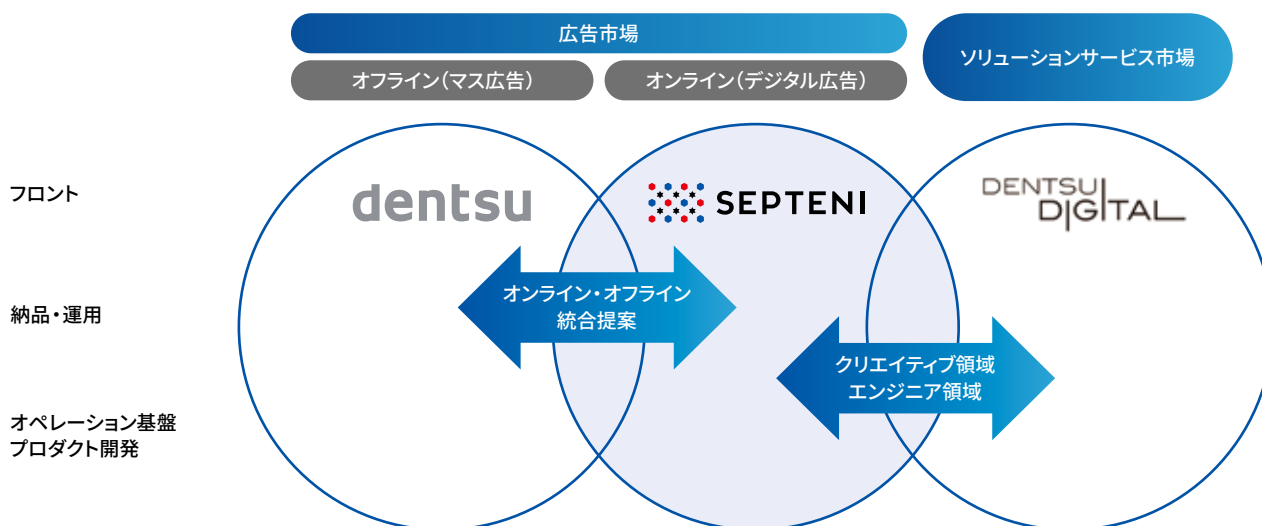 広告市場
オフライン（マス広告）
オンライン（デジタル広告）
ソリューションサービス市場
フロント
dentsu
SEPTENI
DENTSU
DIGITAL
納品・運用
オンライン・オフライン
統合提案
クリエイティブ領域
エンジニア領域
オペレーション基盤
プロダクト開発